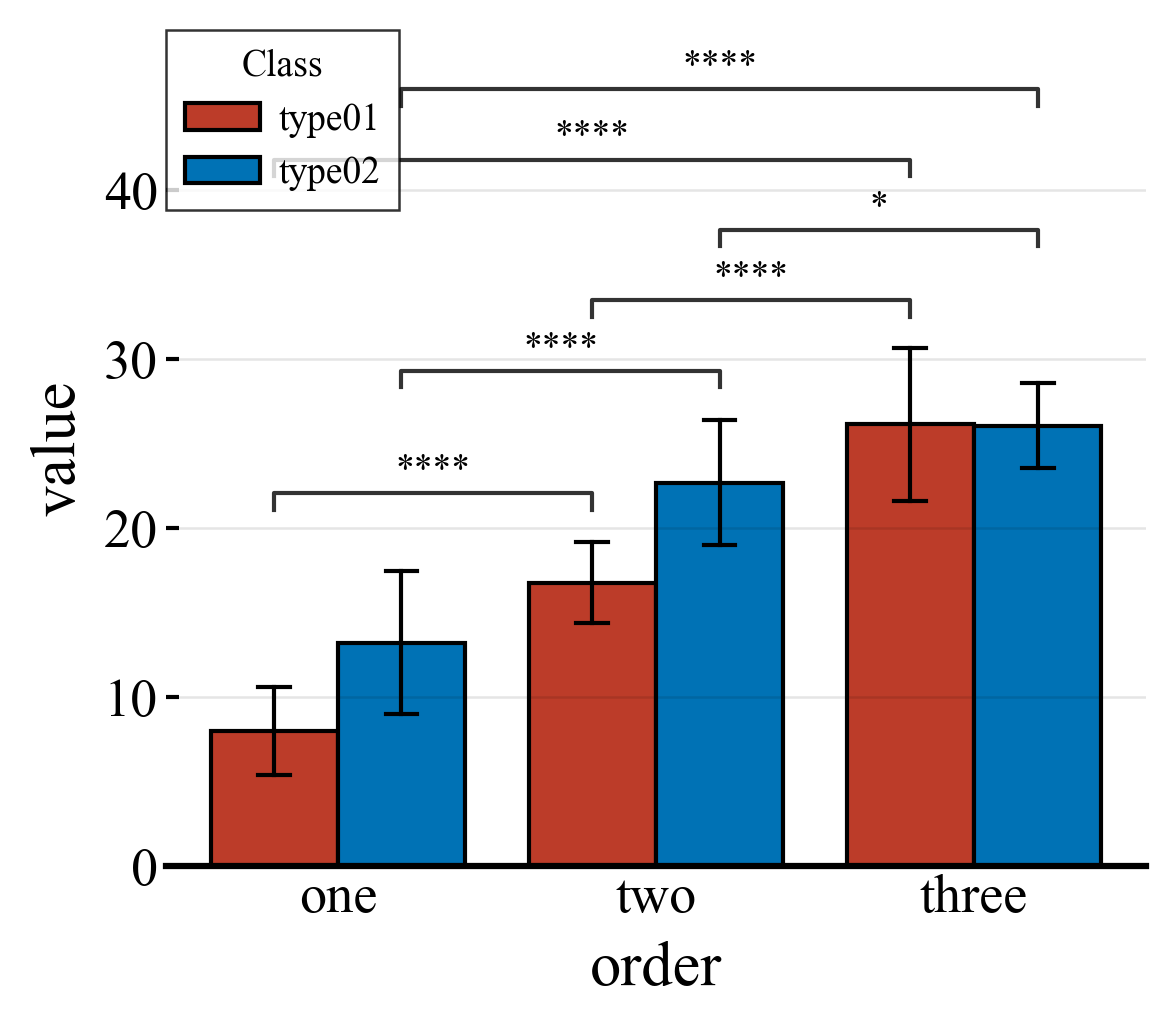 Class
type01
type02
****
****
*
****
****
****
40
30
20
10
0
value
one two three
order